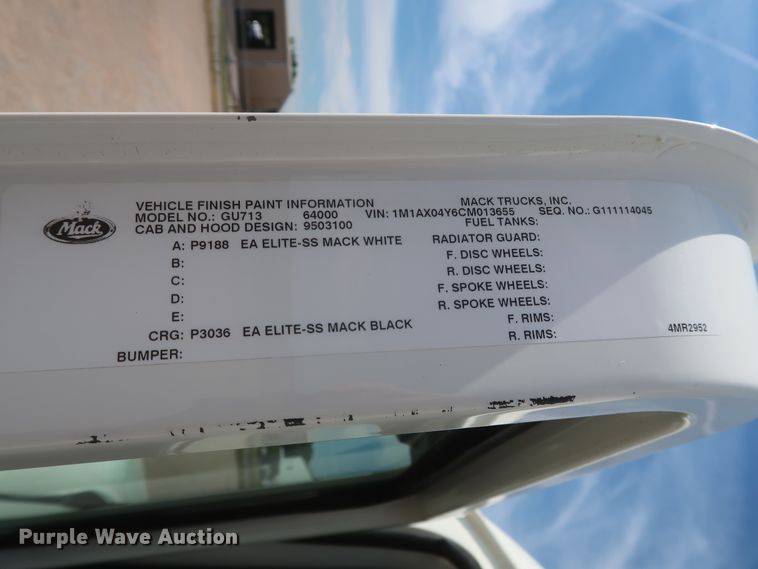 Mack
VEHICLE FINISH PAINT INFORMATION MACK TRUCKS, INC.
MODEL NO.: GU713 64000 VIN: 1M1AX04Y6CM013655 SEQ. NO.: G111114045
CAB AND HOOD DESIGN: 9503100 FUEL TANKS:
A: P9188 EA ELITE-SS MACK WHITE RADIATOR GUARD:
B: F. DISC WHEELS:
C: R. DISC WHEELS:
D: F. SPOKE WHEELS:
E: R. SPOKE WHEELS:
CRG: P3036 EA ELITE-SS MACK BLACK F. RIMS:
BUMPER: R. RIMS: 4MR2952
Purple Wave Auction